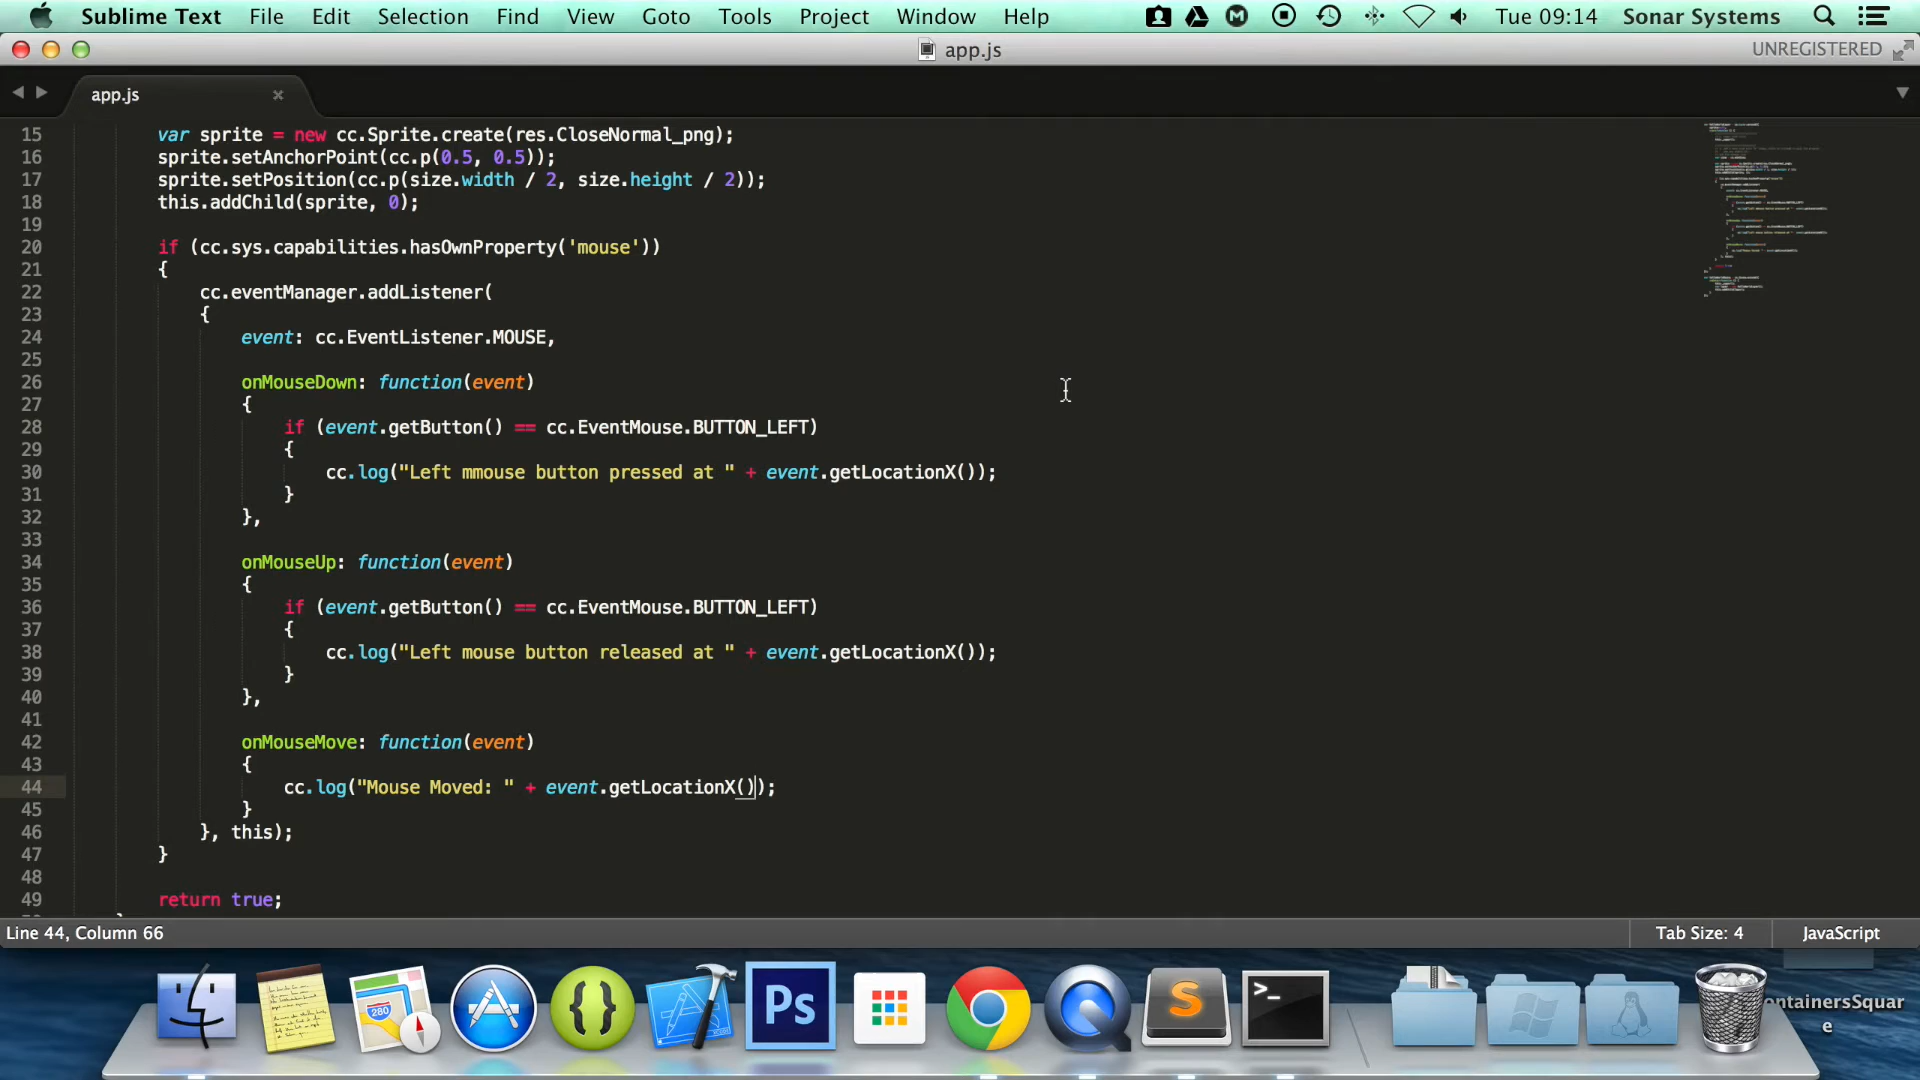 Sublime Text File Edit Selection Find View Goto Tools Project Window Help Tue 09:14 Sonar Systems
app.js UNREGISTERED
app.js
15 var sprite = new cc.Sprite.create(res.CloseNormal_png);
16 sprite.setAnchorPoint(cc.p(0.5, 0.5));
17 sprite.setPosition(cc.p(size.width / 2, size.height / 2));
18 this.addChild(sprite, 0);
19
20 if (cc.sys.capabilities.hasOwnProperty('mouse'))
21 {
22 cc.eventManager.addListener(
23 {
24 event: cc.EventListener.MOUSE,
25
26 onMouseDown: function(event)
27 {
28 if (event.getButton() == cc.EventMouse.BUTTON_LEFT)
29 {
30 cc.log("Left mmouse button pressed at " + event.getLocationX());
31 }
32 },
33
34 onMouseUp: function(event)
35 {
36 if (event.getButton() == cc.EventMouse.BUTTON_LEFT)
37 {
38 cc.log("Left mouse button released at " + event.getLocationX());
39 }
40 },
41
42 onMouseMove: function(event)
43 {
44 cc.log("Mouse Moved: " + event.getLocationX());
45 }
46 }, this);
47 }
48
49 return true;
Line 44, Column 66 Tab Size: 4 JavaScript
280
{}
Ps
S
>_
ontainersSquar
e